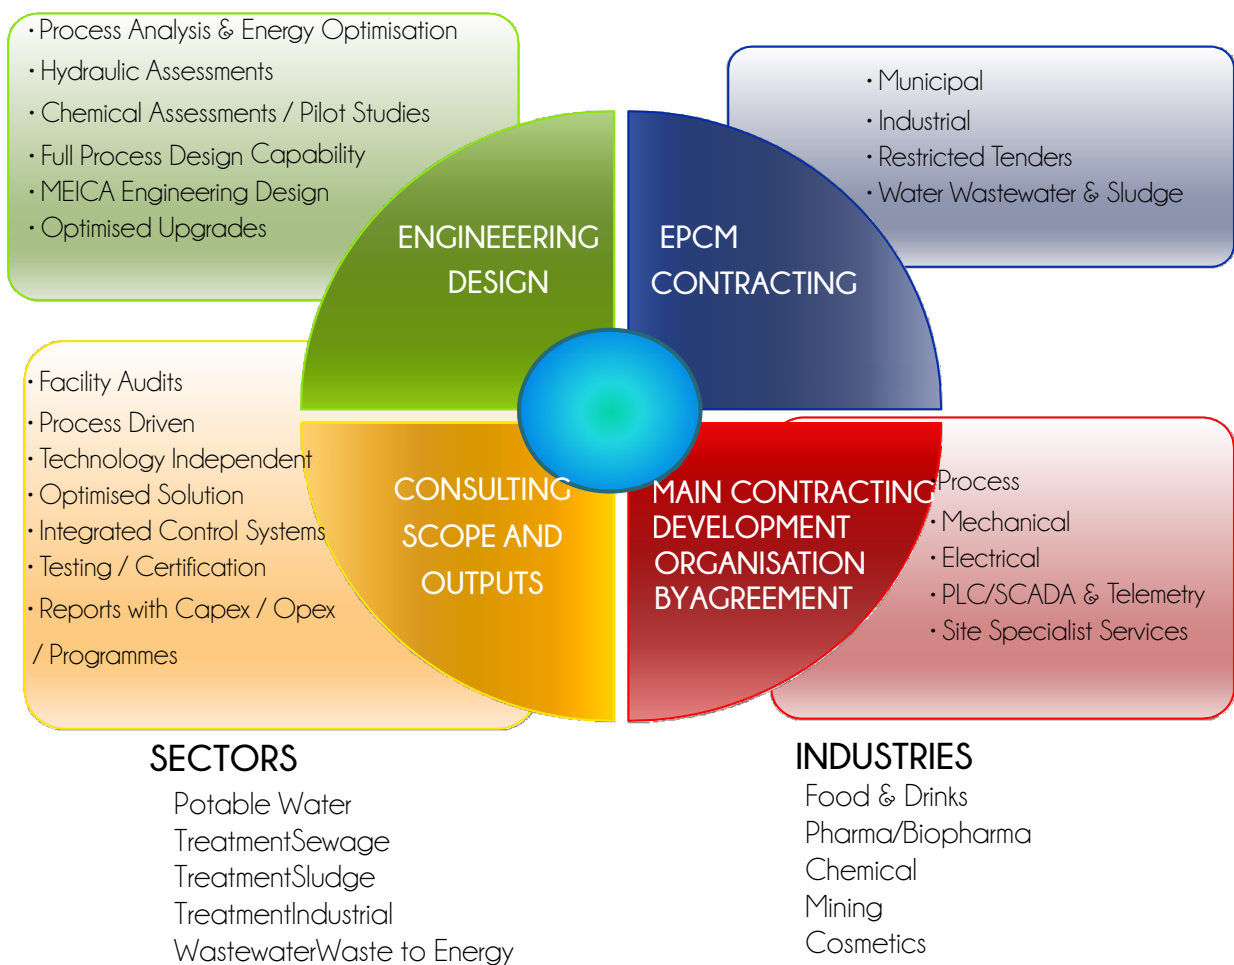 · Process Analysis & Energy Optimisation
· Hydraulic Assessments
· Chemical Assessments / Pilot Studies
· Full Process Design Capability
· MEICA Engineering Design
· Optimised Upgrades
ENGINEEERING
DESIGN
· Municipal
· Industrial
· Restricted Tenders
· Water Wastewater & Sludge
EPCM
CONTRACTING
· Facility Audits
· Process Driven
· Technology Independent
· Optimised Solution
· Integrated Control Systems
· Testing / Certification
· Reports with Capex / Opex
/ Programmes
CONSULTING
SCOPE AND
OUTPUTS
MAIN CONTRACTING
DEVELOPMENT
ORGANISATION
BYAGREEMENT
·Process
· Mechanical
· Electrical
· PLC/SCADA & Telemetry
· Site Specialist Services
SECTORS
Potable Water
TreatmentSewage
TreatmentSludge
TreatmentIndustrial
WastewaterWaste to Energy
INDUSTRIES
Food & Drinks
Pharma/Biopharma
Chemical
Mining
Cosmetics